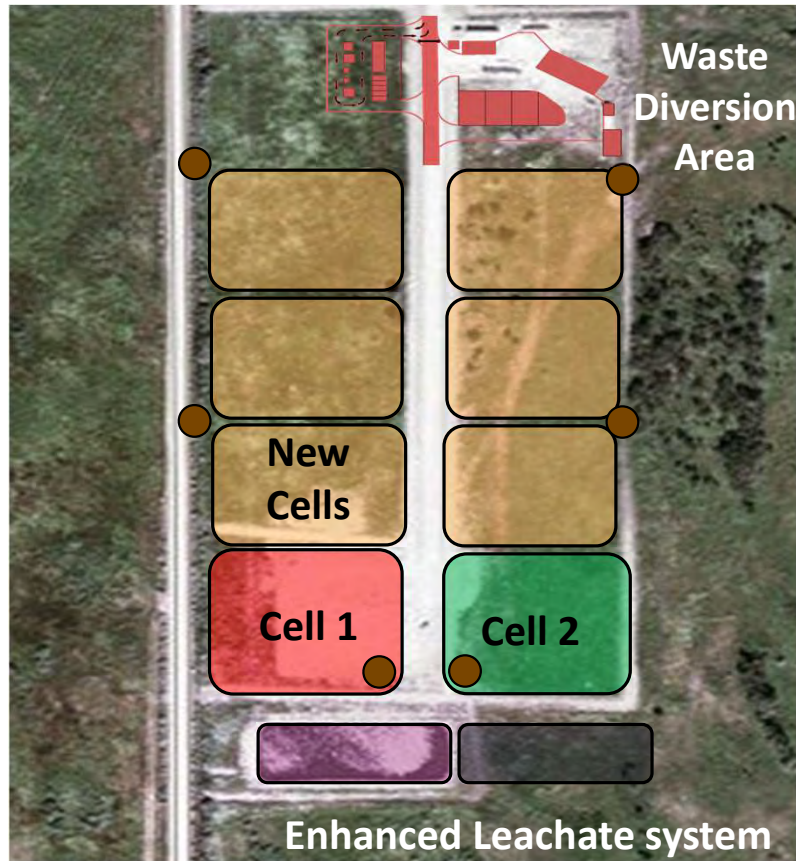 Waste
Diversion
Area
New
Cells
Cell 1
Cell 2
Enhanced Leachate system